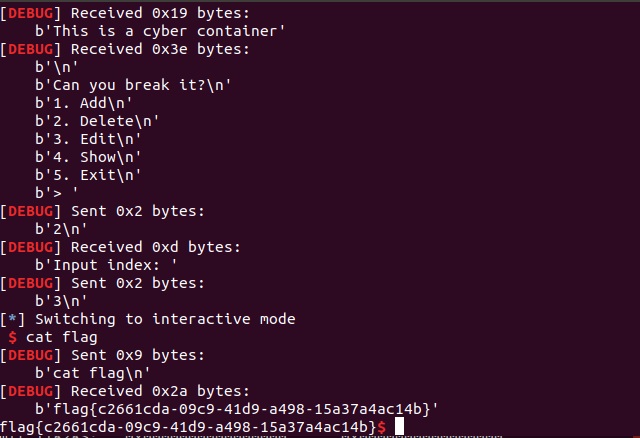 [DEBUG] Received 0x19 bytes:
b'This is a cyber container'
[DEBUG] Received 0x3e bytes:
b'\n'
b'Can you break it?\n'
b'1. Add\n'
b'2. Delete\n'
b'3. Edit\n'
b'4. Show\n'
b'5. Exit\n'
b'> '
[DEBUG] Sent 0x2 bytes:
b'2\n'
[DEBUG] Received 0xd bytes:
b'Input index: '
[DEBUG] Sent 0x2 bytes:
b'3\n'
[*] Switching to interactive mode
$ cat flag
[DEBUG] Sent 0x9 bytes:
b'cat flag\n'
[DEBUG] Received 0x2a bytes:
b'flag{c2661cda-09c9-41d9-a498-15a37a4ac14b}'
flag{c2661cda-09c9-41d9-a498-15a37a4ac14b}$